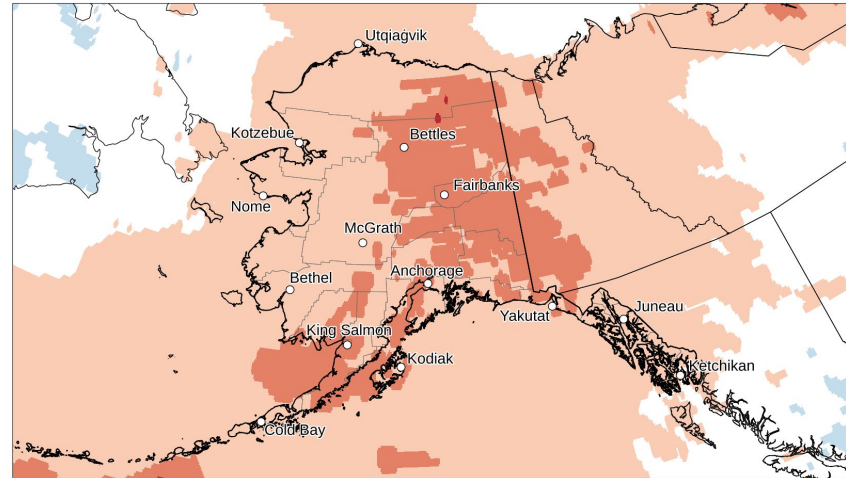 Utqiaġvik
Kotzebue
Bettles
Fairbanks
Nome
McGrath
Anchorage
Bethel
Yakutat
Juneau
King Salmon
Kodiak
Ketchikan
Cold Bay